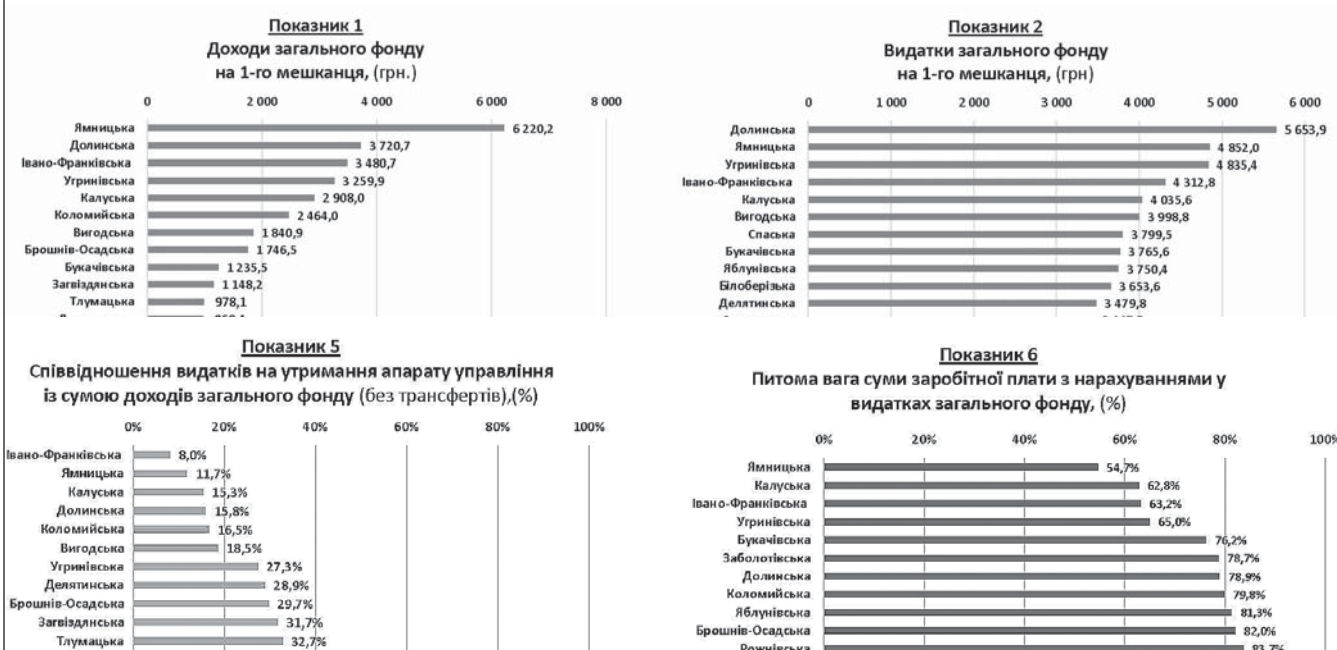 Показник 1
Доходи загального фонду
на 1-го мешканця, (грн.)
0 2 000 4 000 6 000 8 000
Ямницька 6 220,2
Долинська 3 720,7
Івано-Франківська 3 480,7
Угринівська 3 259,9
Калуська 2 908,0
Коломийська 2 464,0
Вигодська 1 840,9
Брошнів-Осадська 1 746,5
Букачівська 1 235,5
Загвіздянська 1 148,2
Тлумацька 978,1
Показник 2
Видатки загального фонду
на 1-го мешканця, (грн)
0 1 000 2 000 3 000 4 000 5 000 6 000
Долинська 5 653,9
Ямницька 4 852,0
Угринівська 4 835,4
Івано-Франківська 4 312,8
Калуська 4 035,6
Вигодська 3 998,8
Спаська 3 799,5
Букачівська 3 765,6
Яблунівська 3 750,4
Білоберізька 3 653,6
Делятинська 3 479,8
Показник 5
Співвідношення видатків на утримання апарату управління
із сумою доходів загального фонду (без трансфертів),(%)
0% 20% 40% 60% 80% 100%
Івано-Франківська 8,0%
Ямницька 11,7%
Калуська 15,3%
Долинська 15,8%
Коломийська 16,5%
Вигодська 18,5%
Угринівська 27,3%
Делятинська 28,9%
Брошнів-Осадська 29,7%
Загвіздянська 31,7%
Тлумацька 32,7%
Показник 6
Питома вага суми заробітної плати з нарахуваннями у
видатках загального фонду, (%)
0% 20% 40% 60% 80% 100%
Ямницька 54,7%
Калуська 62,8%
Івано-Франківська 63,2%
Угринівська 65,0%
Букачівська 76,2%
Заболотівська 78,7%
Долинська 78,9%
Коломийська 79,8%
Яблунівська 81,3%
Брошнів-Осадська 82,0%
Рожнівська 83,7%